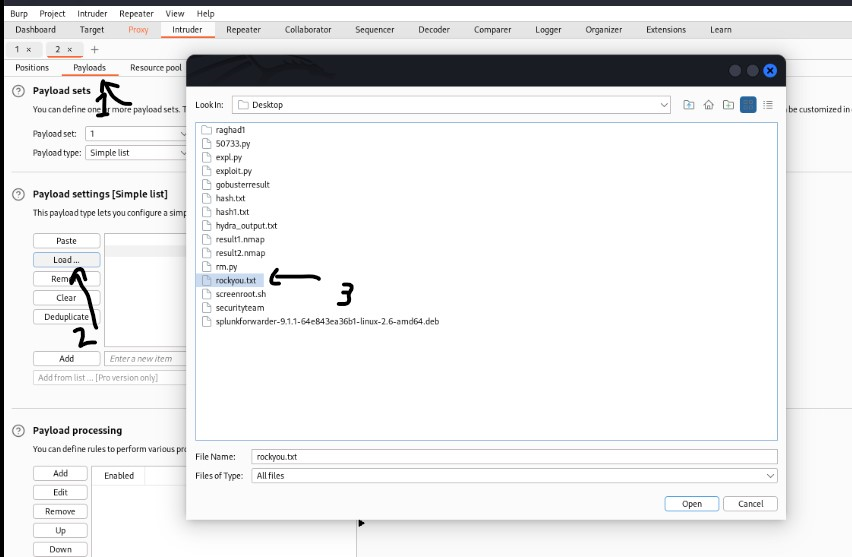 Burp Project Intruder Repeater View Help
Dashboard Target Proxy Intruder Repeater Collaborator Sequencer Decoder Comparer Logger Organizer Extensions Learn
1 × 2 × +
Positions Payloads Resource pool
1
? Payload sets
You can define one or more payload sets. T
be customized in
Payload set: 1
Payload type: Simple list
? Payload settings [Simple list]
This payload type lets you configure a simp
Paste
Load ...
Clear
Deduplicate
2
Add Enter a new item
Add from list ... [Pro version only]
? Payload processing
You can define rules to perform various pro
Add Enabled
Edit
Remove
Up
Down
Look In: Desktop
raghad1
50733.py
expl.py
exploit.py
gobusterresult
hash.txt
hash1.txt
hydra_output.txt
result1.nmap
result2.nmap
rm.py
rockyou.txt
3
screenroot.sh
securityteam
splunkforwarder-9.1.1-64e843ea36b1-linux-2.6-amd64.deb
File Name: rockyou.txt
Files of Type: All files
Open Cancel